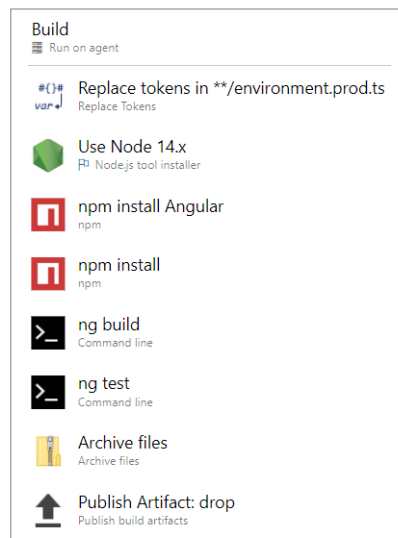 Build
Run on agent
#{}#
var
Replace tokens in **/environment.prod.ts
Replace Tokens
Use Node 14.x
Node.js tool installer
npm install Angular
npm
npm install
npm
ng build
Command line
ng test
Command line
Archive files
Archive files
Publish Artifact: drop
Publish build artifacts